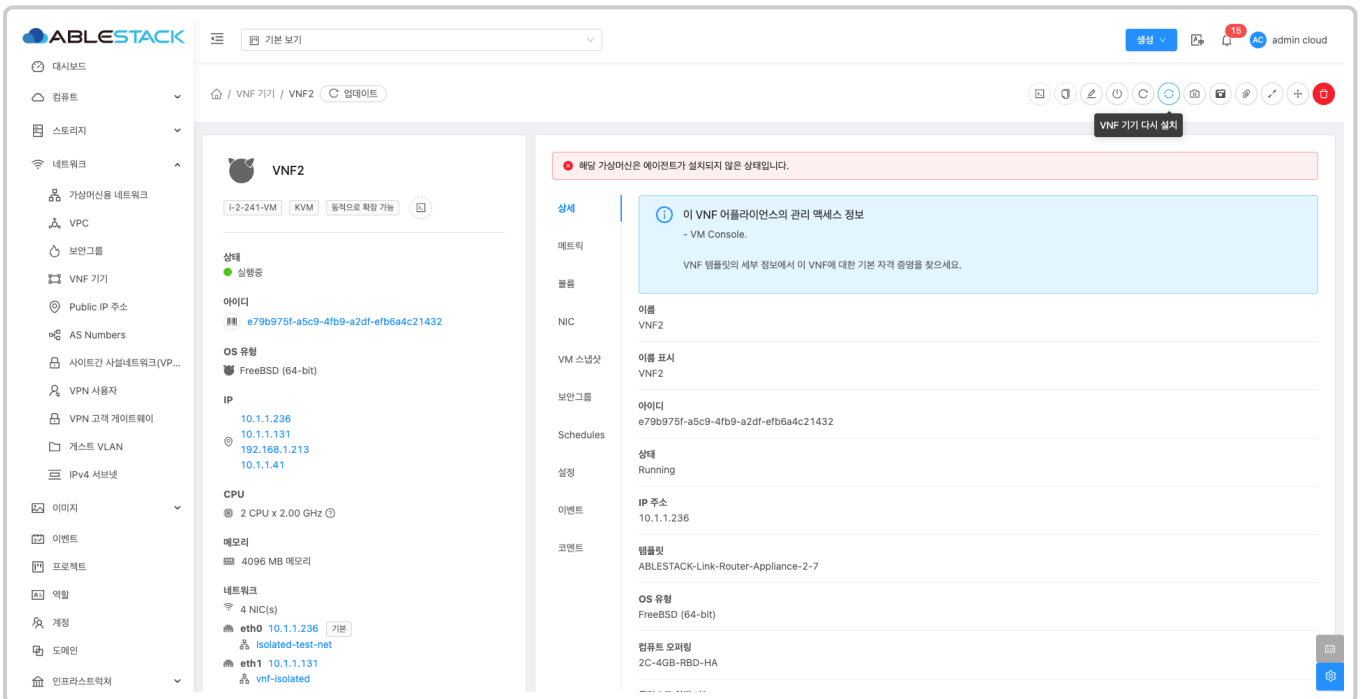 ABLESTACK
기본 보기
생성
15
AC
admin cloud
대시보드
컴퓨트
스토리지
네트워크
가상머신용 네트워크
VPC
보안그룹
VNF 기기
Public IP 주소
AS Numbers
사이트간 사설네트워크(VP...
VPN 사용자
VPN 고객 게이트웨이
게스트 VLAN
IPv4 서브넷
이미지
이벤트
프로젝트
역할
계정
도메인
인프라스트럭쳐
/ VNF 기기 / VNF2 업데이트
VNF 기기 다시 설치
VNF2
i-2-241-VM KVM 동적으로 확장 가능
상태
실행중
아이디
e79b975f-a5c9-4fb9-a2df-efb6a4c21432
OS 유형
FreeBSD (64-bit)
IP
10.1.1.236
10.1.1.131
192.168.1.213
10.1.1.41
CPU
2 CPU x 2.00 GHz
메모리
4096 MB 메모리
네트워크
4 NIC(s)
eth0 10.1.1.236 기본
Isolated-test-net
eth1 10.1.1.131
vnf-isolated
해당 가상머신은 에이전트가 설치되지 않은 상태입니다.
상세
메트릭
볼륨
NIC
VM 스냅샷
보안그룹
Schedules
설정
이벤트
코멘트
이 VNF 어플라이언스의 관리 액세스 정보
- VM Console.
VNF 템플릿의 세부 정보에서 이 VNF에 대한 기본 자격 증명을 찾으세요.
이름
VNF2
이름 표시
VNF2
아이디
e79b975f-a5c9-4fb9-a2df-efb6a4c21432
상태
Running
IP 주소
10.1.1.236
템플릿
ABLESTACK-Link-Router-Appliance-2-7
OS 유형
FreeBSD (64-bit)
컴퓨트 오퍼링
2C-4GB-RBD-HA